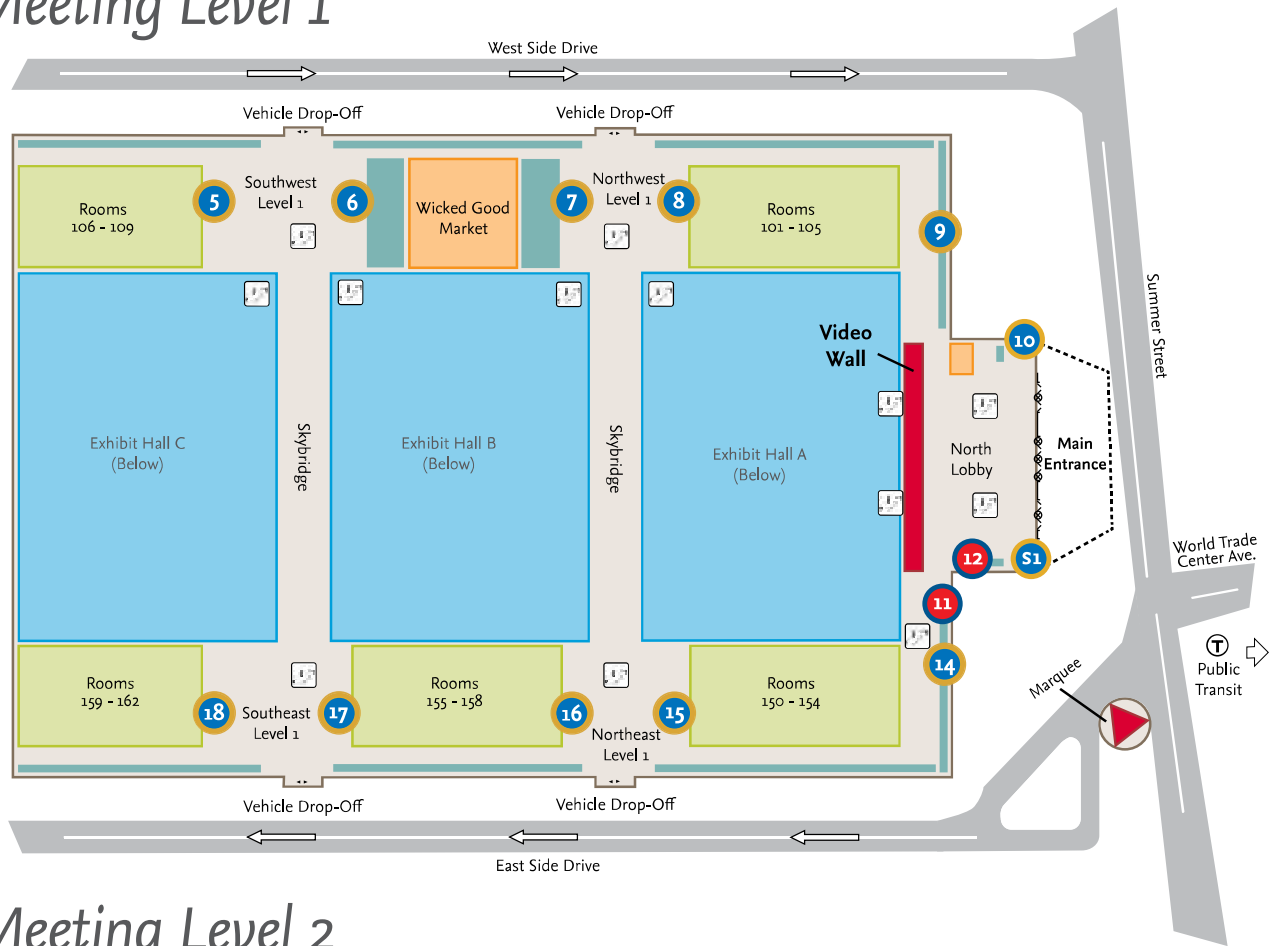 Meeting Level 1
West Side Drive
Vehicle Drop-Off
Vehicle Drop-Off
Rooms
106 - 109
5
Southwest
Level 1
6
Wicked Good
Market
7
Northwest
Level 1
8
Rooms
101 - 105
9
Summer Street
Video
Wall
10
Exhibit Hall C
(Below)
Skybridge
Exhibit Hall B
(Below)
Skybridge
Exhibit Hall A
(Below)
North
Lobby
Main
Entrance
12
S1
World Trade
Center Ave.
11
14
T
Public
Transit
Marquee
Rooms
159 - 162
18
Southeast
Level 1
17
Rooms
155 - 158
16
Northeast
Level 1
15
Rooms
150 - 154
Vehicle Drop-Off
Vehicle Drop-Off
East Side Drive
Meeting Level 2